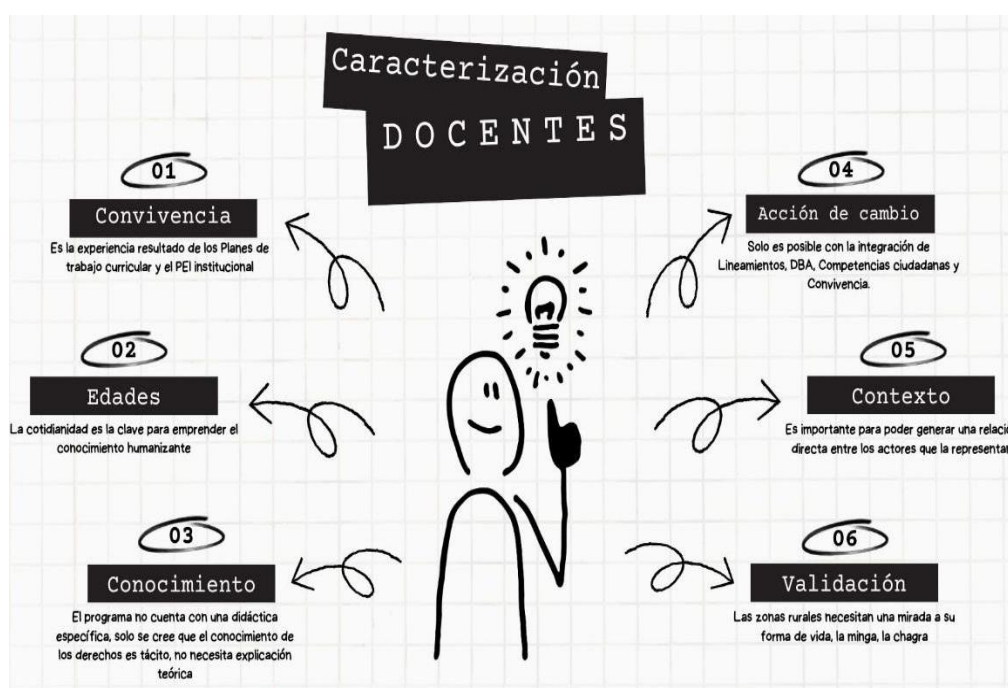 Caracterización
DOCENTES
01
Convivencia
Es la experiencia resultado de los Planes de
trabajo curricular y el PEI institucional
02
Edades
La cotidianidad es la clave para emprender el
conocimiento humanizante
03
Conocimiento
El programa no cuenta con una didáctica
específica, solo se cree que el conocimiento de
los derechos es tácito, no necesita explicación
teórica
04
Acción de cambio
Solo es posible con la integración de
Lineamientos, DBA, Competencias ciudadanas y
Convivencia.
05
Contexto
Es importante para poder generar una relació
directa entre los actores que la representa
06
Validación
Las zonas rurales necesitan una mirada a su
forma de vida, la minga, la chagra